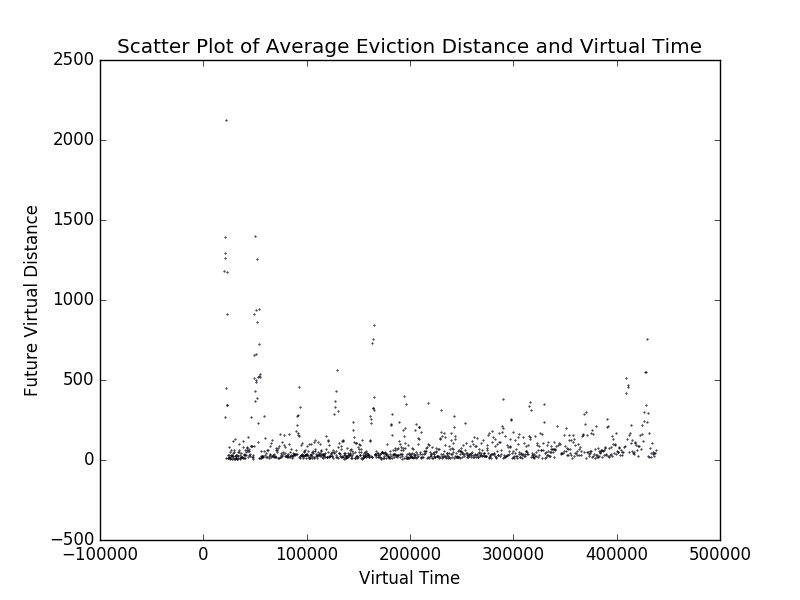 Scatter Plot of Average Eviction Distance and Virtual Time
2500
2000
1500
1000
500
0
−500
Future Virtual Distance
−100000 0 100000 200000 300000 400000 500000
Virtual Time